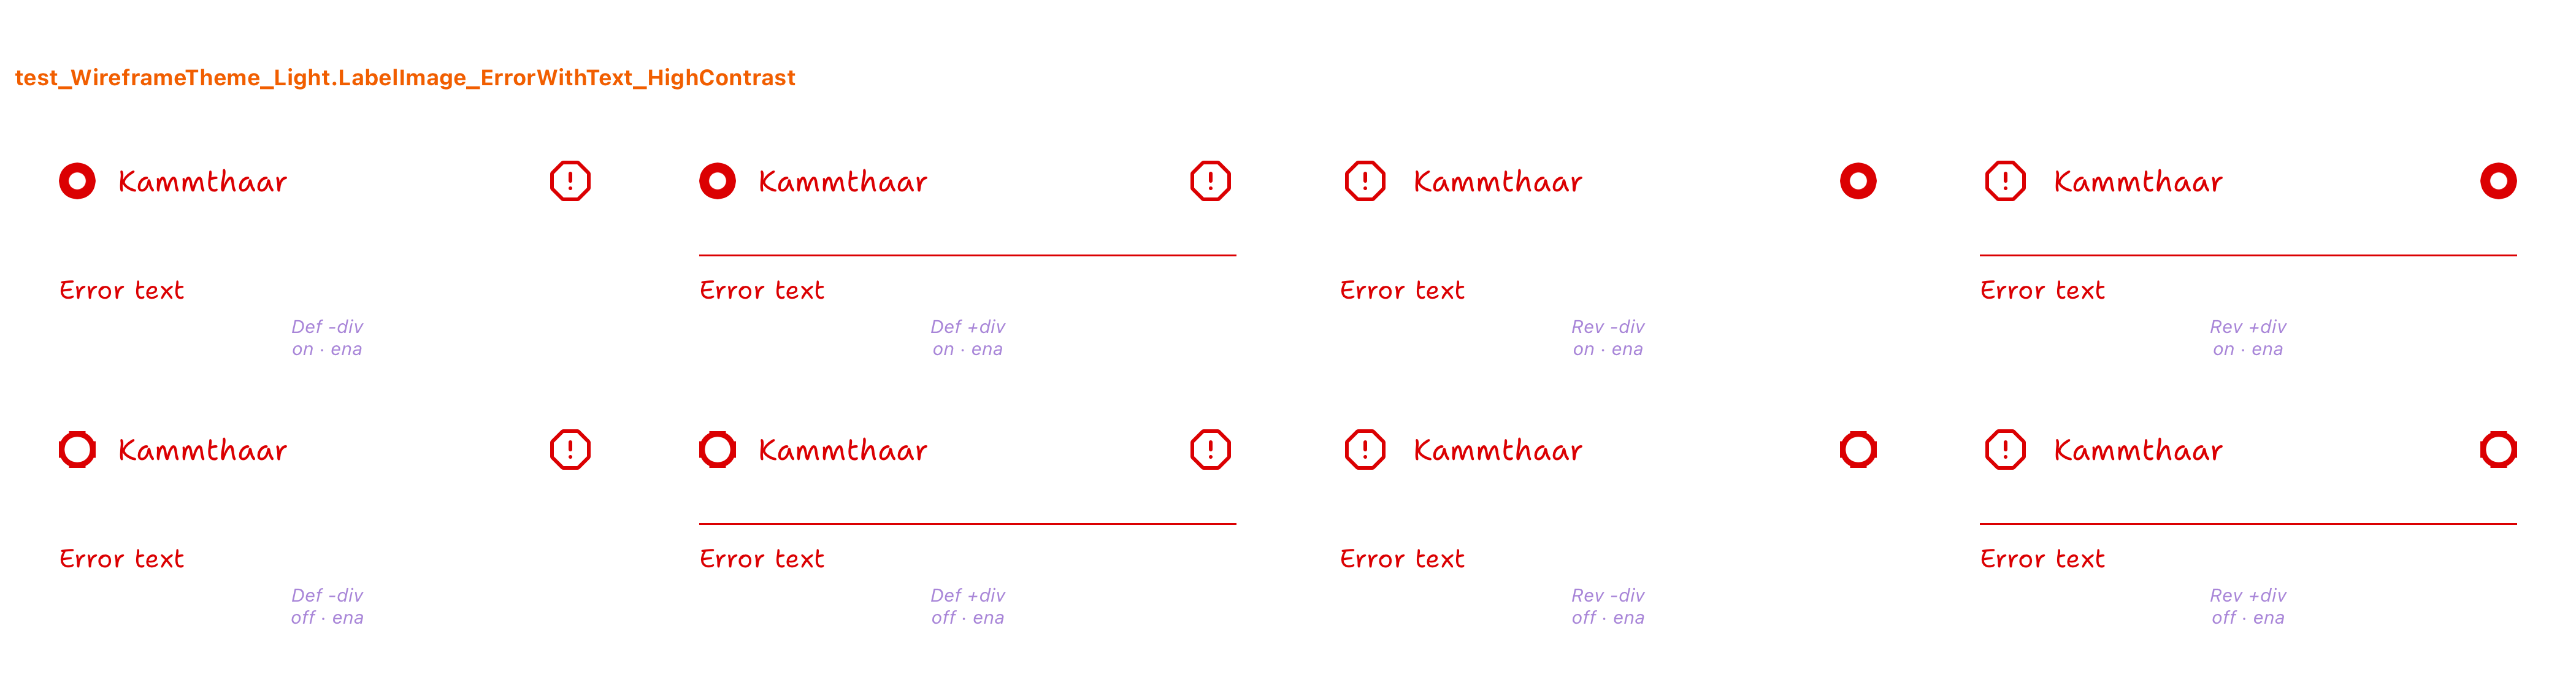 test_WireframeTheme_Light.LabelImage_ErrorWithText_HighContrast
Kammthaar
Kammthaar
Kammthaar
Kammthaar
Error text
Error text
Error text
Error text
Def -div
on · ena
Def +div
on · ena
Rev -div
on · ena
Rev +div
on · ena
Kammthaar
Kammthaar
Kammthaar
Kammthaar
Error text
Error text
Error text
Error text
Def -div
off · ena
Def +div
off · ena
Rev -div
off · ena
Rev +div
off · ena